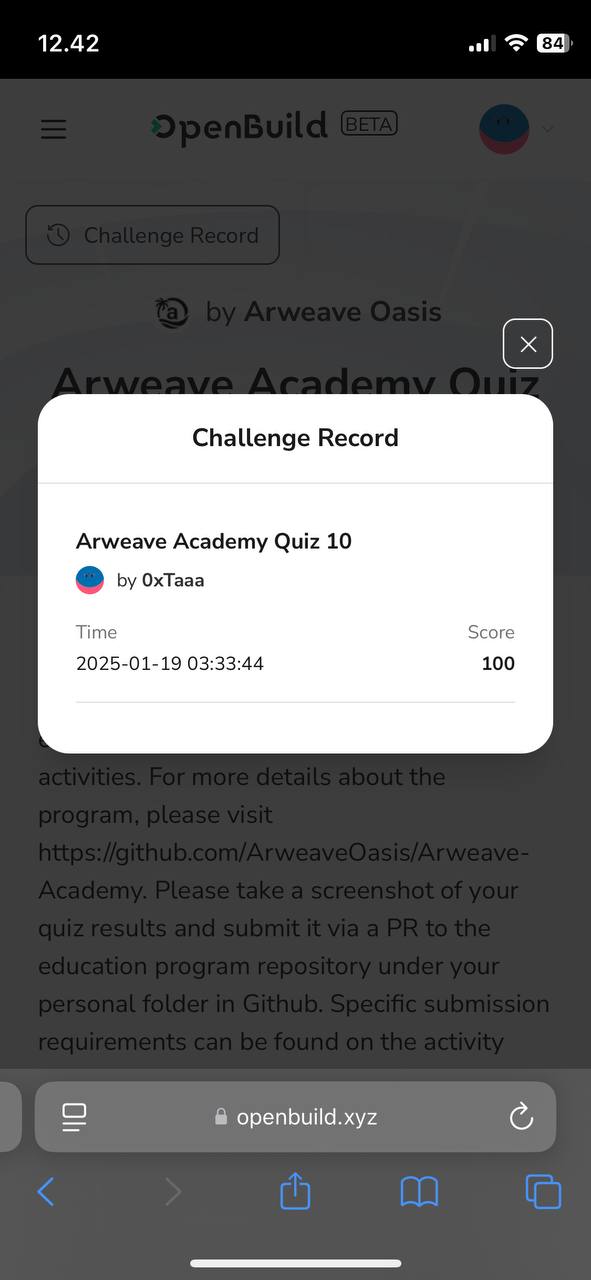 12.42
84
OpenBuild BETA
Challenge Record
by Arweave Oasis
Arweave Academy Quiz
Challenge Record
Arweave Academy Quiz 10
by 0xTaaa
Time Score
2025-01-19 03:33:44 100
activities. For more details about the
program, please visit
https://github.com/ArweaveOasis/Arweave-
Academy. Please take a screenshot of your
quiz results and submit it via a PR to the
education program repository under your
personal folder in Github. Specific submission
requirements can be found on the activity
openbuild.xyz